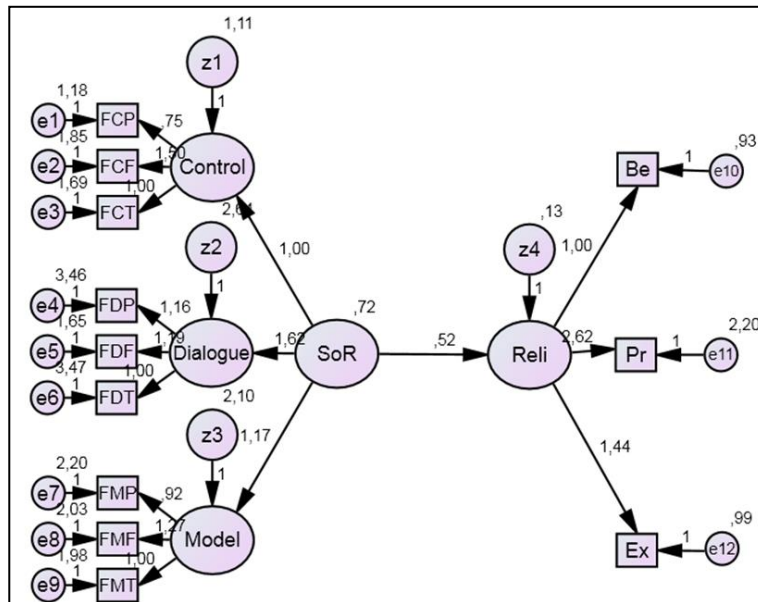 1,11
z1
1
1,18
e1
1
FCP
,75
1,85
e2
1
FCF
1,50
Control
1,69
e3
1
FCT
1,00
,93
Be
1
e10
2,64
z2
1
1,00
,13
z4
1
1,00
3,46
e4
1
FDP
1,16
1,65
e5
1
FDF
1,19
Dialogue
1,62
SoR
,72
,52
Reli
2,62
Pr
1
2,20
e11
3,47
e6
1
FDT
1,00
2,10
z3
1
1,17
1,44
2,20
e7
1
FMP
,92
2,03
e8
1
FMF
1,27
Model
1,98
e9
1
FMT
1,00
Ex
1
,99
e12